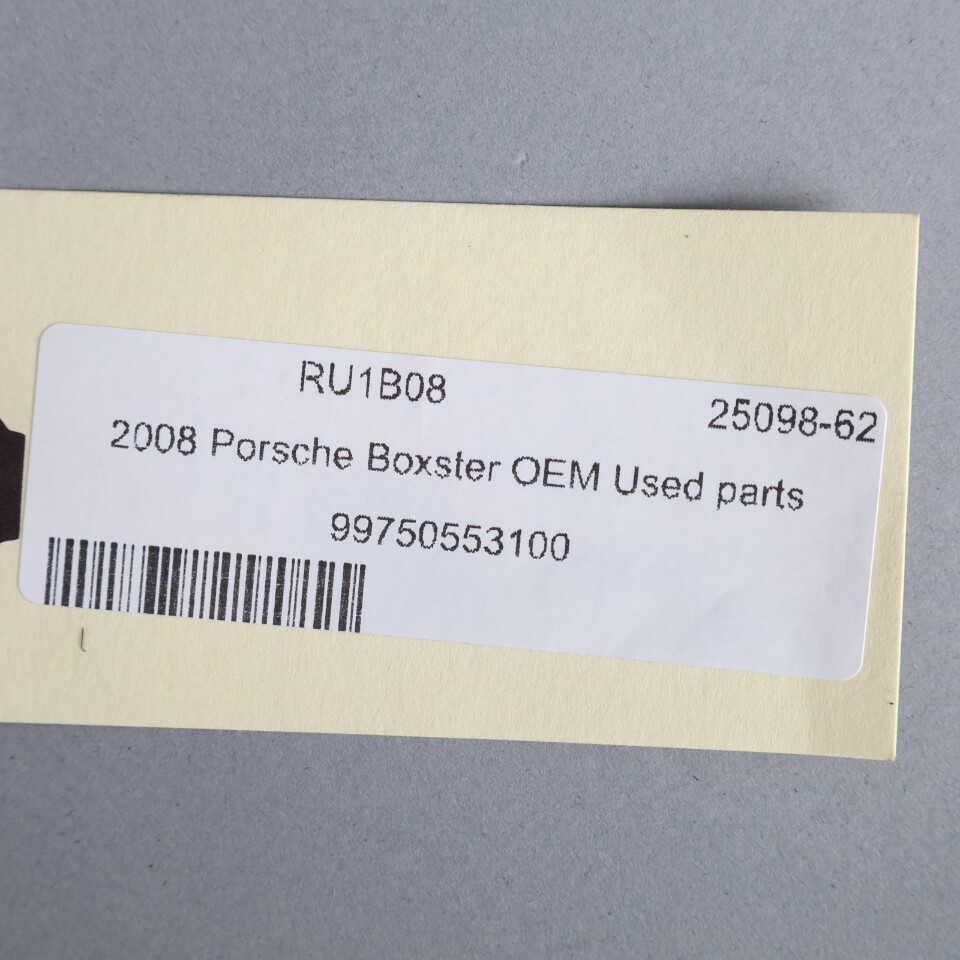 RU1B08
25098-62
2008 Porsche Boxster OEM Used parts
99750553100